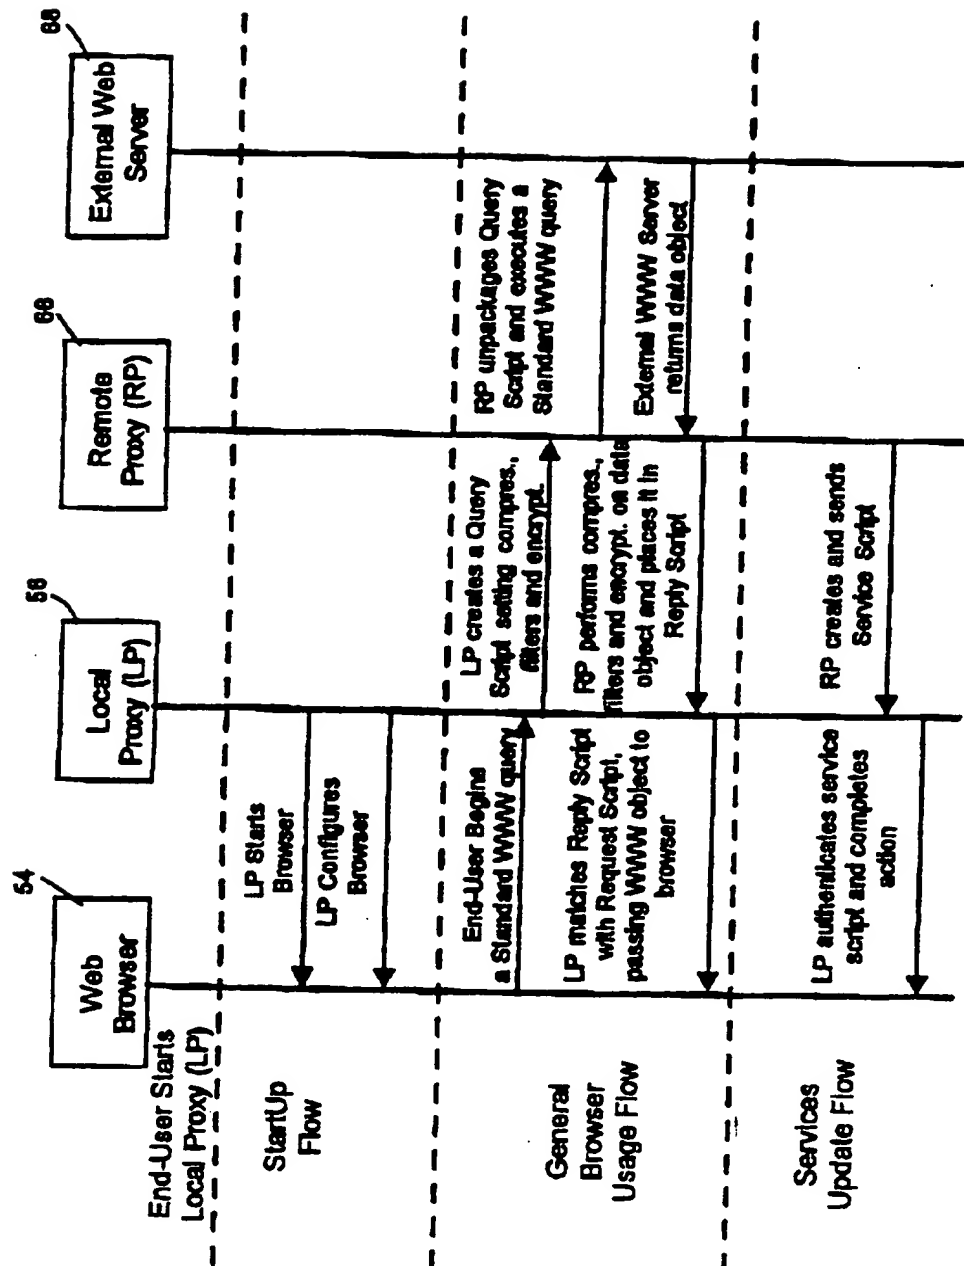 54
Web
Browser
56
Local
Proxy (LP)
66
Remote
Proxy (RP)
68
External Web
Server
End-User Starts
Local Proxy (LP)
StartUp
Flow
LP Starts
Browser
LP Configures
Browser
General
Browser
Usage Flow
End-User Begins
a Standard WWW query
LP creates a Query
Script setting compres.,
filters and encrypt.
RP unpackages Query
Script and executes a
Standard WWW query
External WWW Server
returns data object
RP performs compres.,
filters and encrypt. on data
object and places it in
Reply Script
LP matches Reply Script
with Request Script,
passing WWW object to
browser
Services
Update Flow
RP creates and sends
Service Script
LP authenticates service
script and completes
action